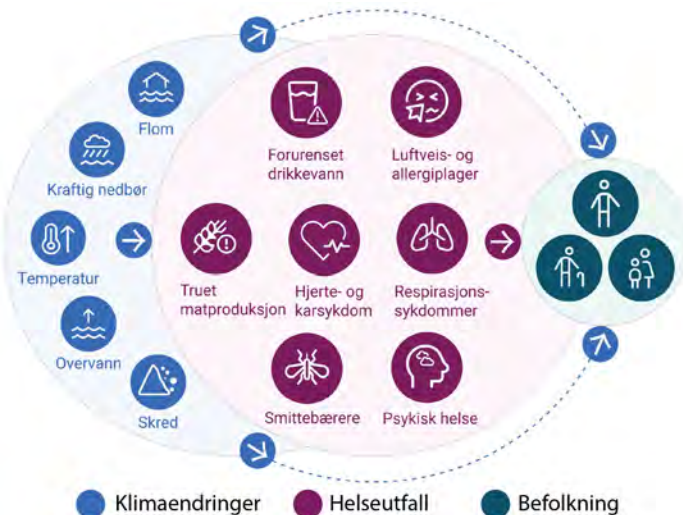 Flom
Kraftig nedbør
Temperatur
Overvann
Skred
Forurenset
drikkevann
Luftveis- og
allergiplager
Truet
matproduksjon
Hjerte- og
karsykdom
Respirasjons-
sykdommer
Smittebærere
Psykisk helse
Klimaendringer
Helseutfall
Befolkning